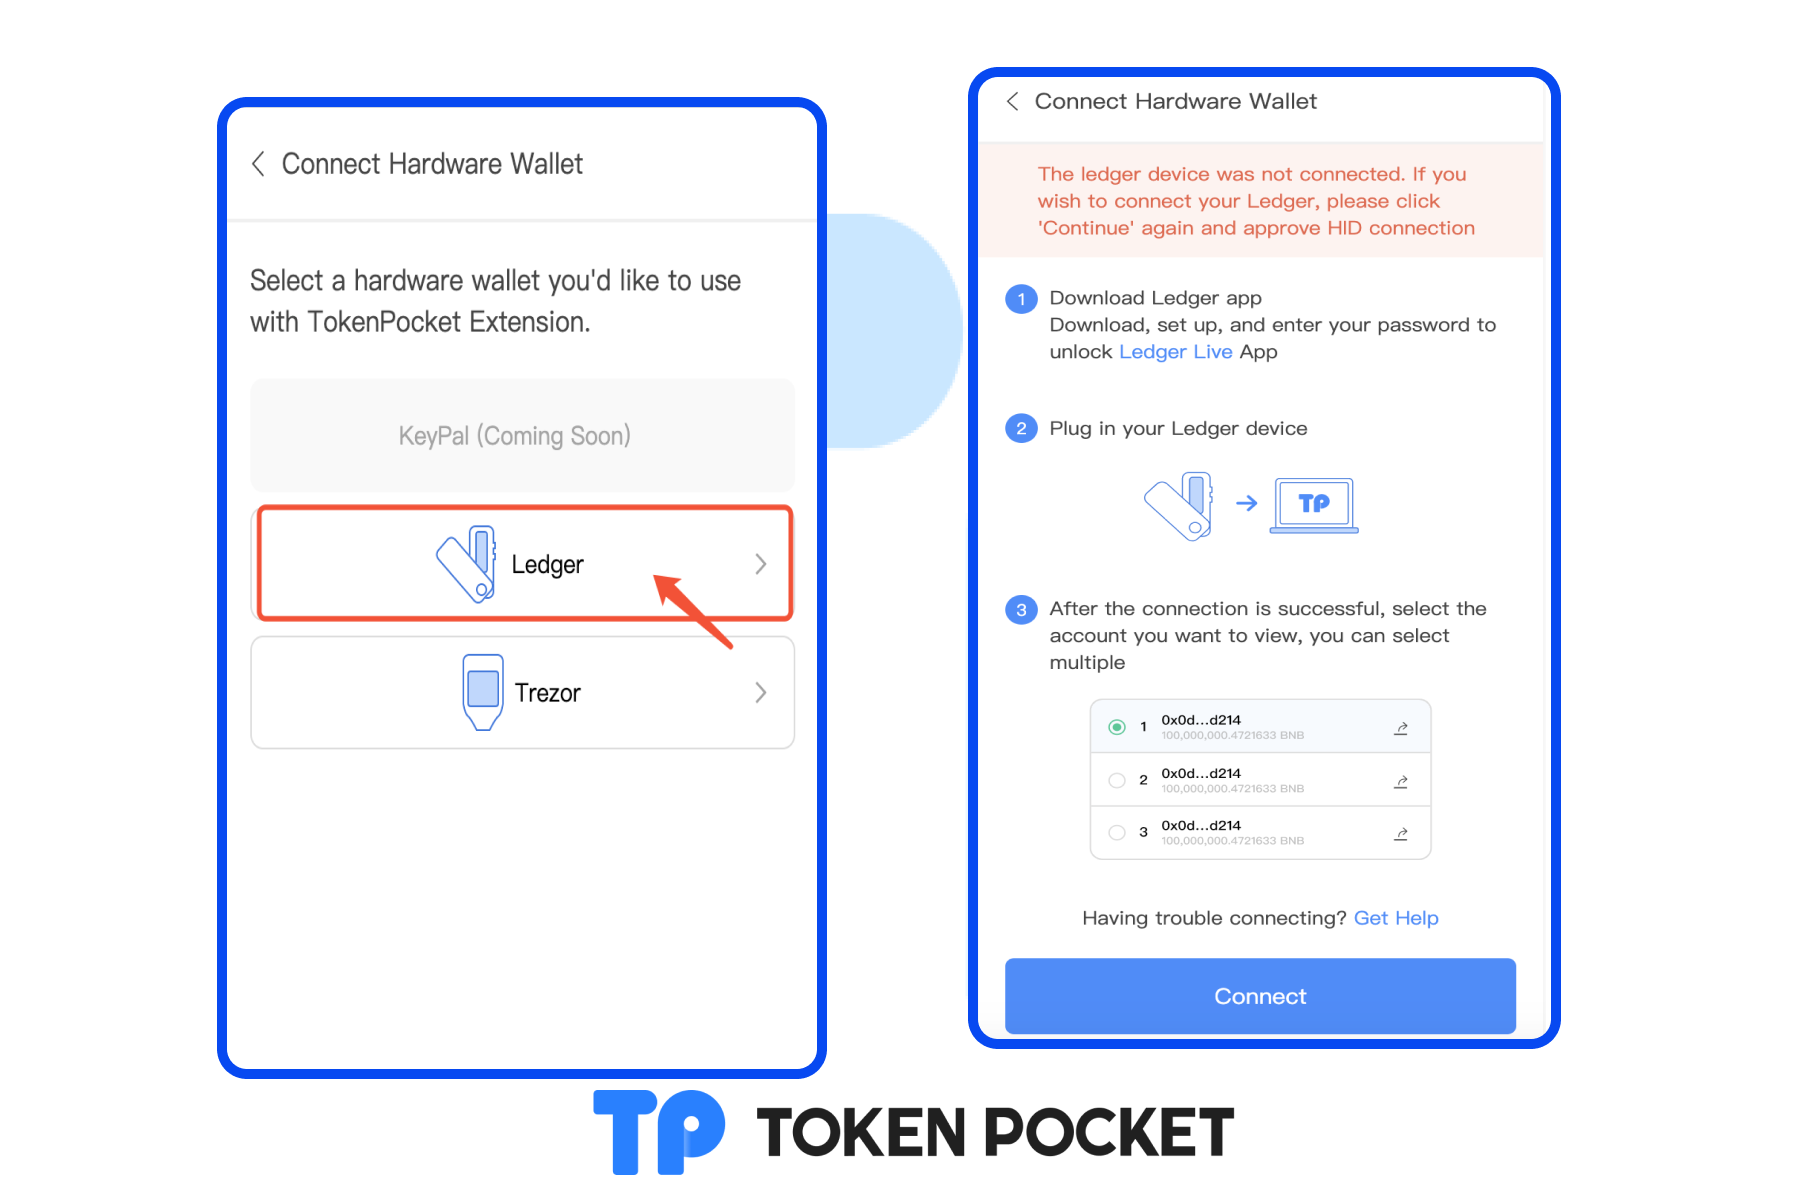 Connect Hardware Wallet
Select a hardware wallet you'd like to use
with TokenPocket Extension.
KeyPal (Coming Soon)
Ledger
Trezor
Connect Hardware Wallet
The ledger device was not connected. If you
wish to connect your Ledger, please click
'Continue' again and approve HID connection
1 Download Ledger app
Download, set up, and enter your password to
unlock Ledger Live App
2 Plug in your Ledger device
TP
3 After the connection is successful, select the
account you want to view, you can select
multiple
1 0x0d...d214
100,000,000.4721633 BNB
2 0x0d...d214
100,000,000.4721633 BNB
3 0x0d...d214
100,000,000.4721633 BNB
Having trouble connecting? Get Help
Connect
TP TOKEN POCKET